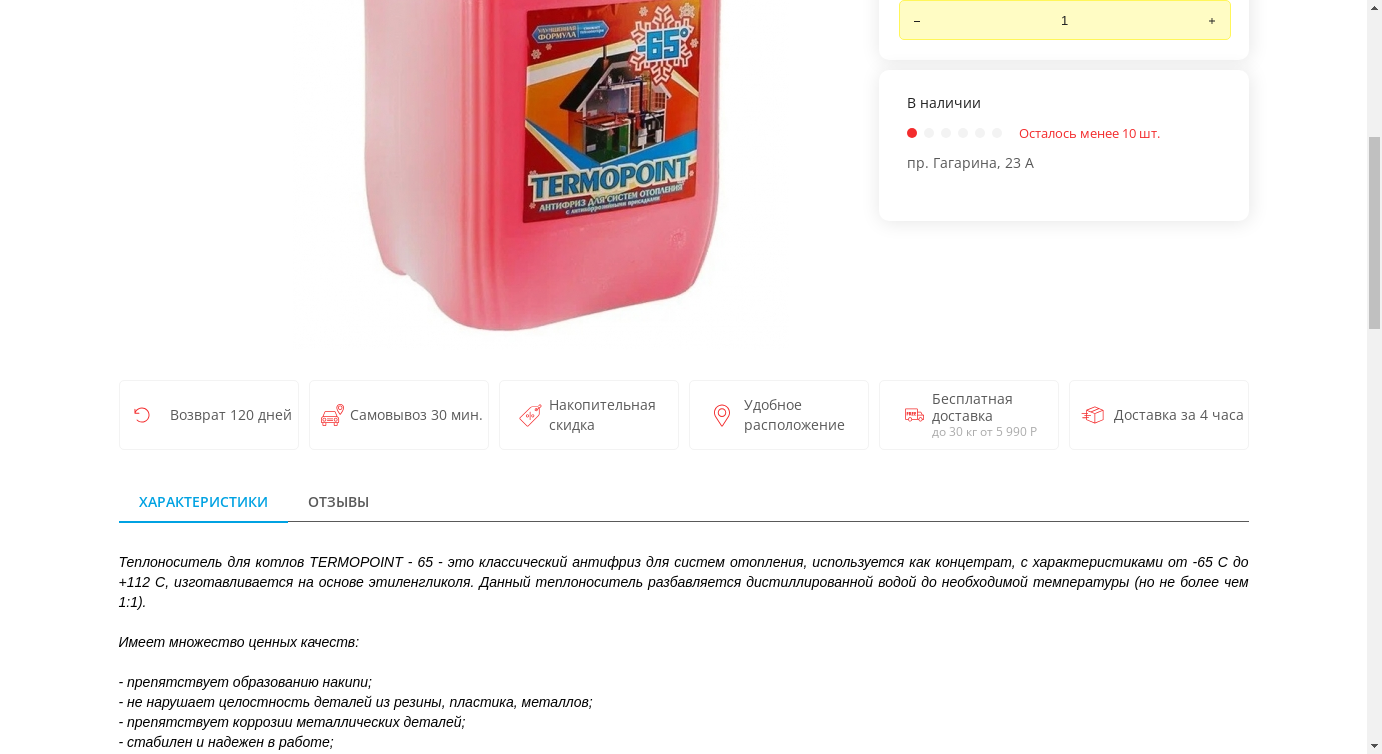 УЛУЧШЕННАЯ
ФОРМУЛА
-65°
TERMOPOINT
АНТИФРИЗ ДЛЯ СИСТЕМ ОТОПЛЕНИЯ
с антикоррозийными присадками
− 1 +
В наличии
Осталось менее 10 шт.
пр. Гагарина, 23 А
Возврат 120 дней
Самовывоз 30 мин.
Накопительная
скидка
Удобное
расположение
Бесплатная
доставка
до 30 кг от 5 990 Р
Доставка за 4 часа
ХАРАКТЕРИСТИКИ ОТЗЫВЫ
Теплоноситель для котлов TERMOPOINT - 65 - это классический антифриз для систем отопления, используется как концетрат, с характеристиками от -65 С до
+112 С, изготавливается на основе этиленгликоля. Данный теплоноситель разбавляется дистиллированной водой до необходимой температуры (но не более чем
1:1).
Имеет множество ценных качеств:
- препятствует образованию накипи;
- не нарушает целостность деталей из резины, пластика, металлов;
- препятствует коррозии металлических деталей;
- стабилен и надежен в работе;